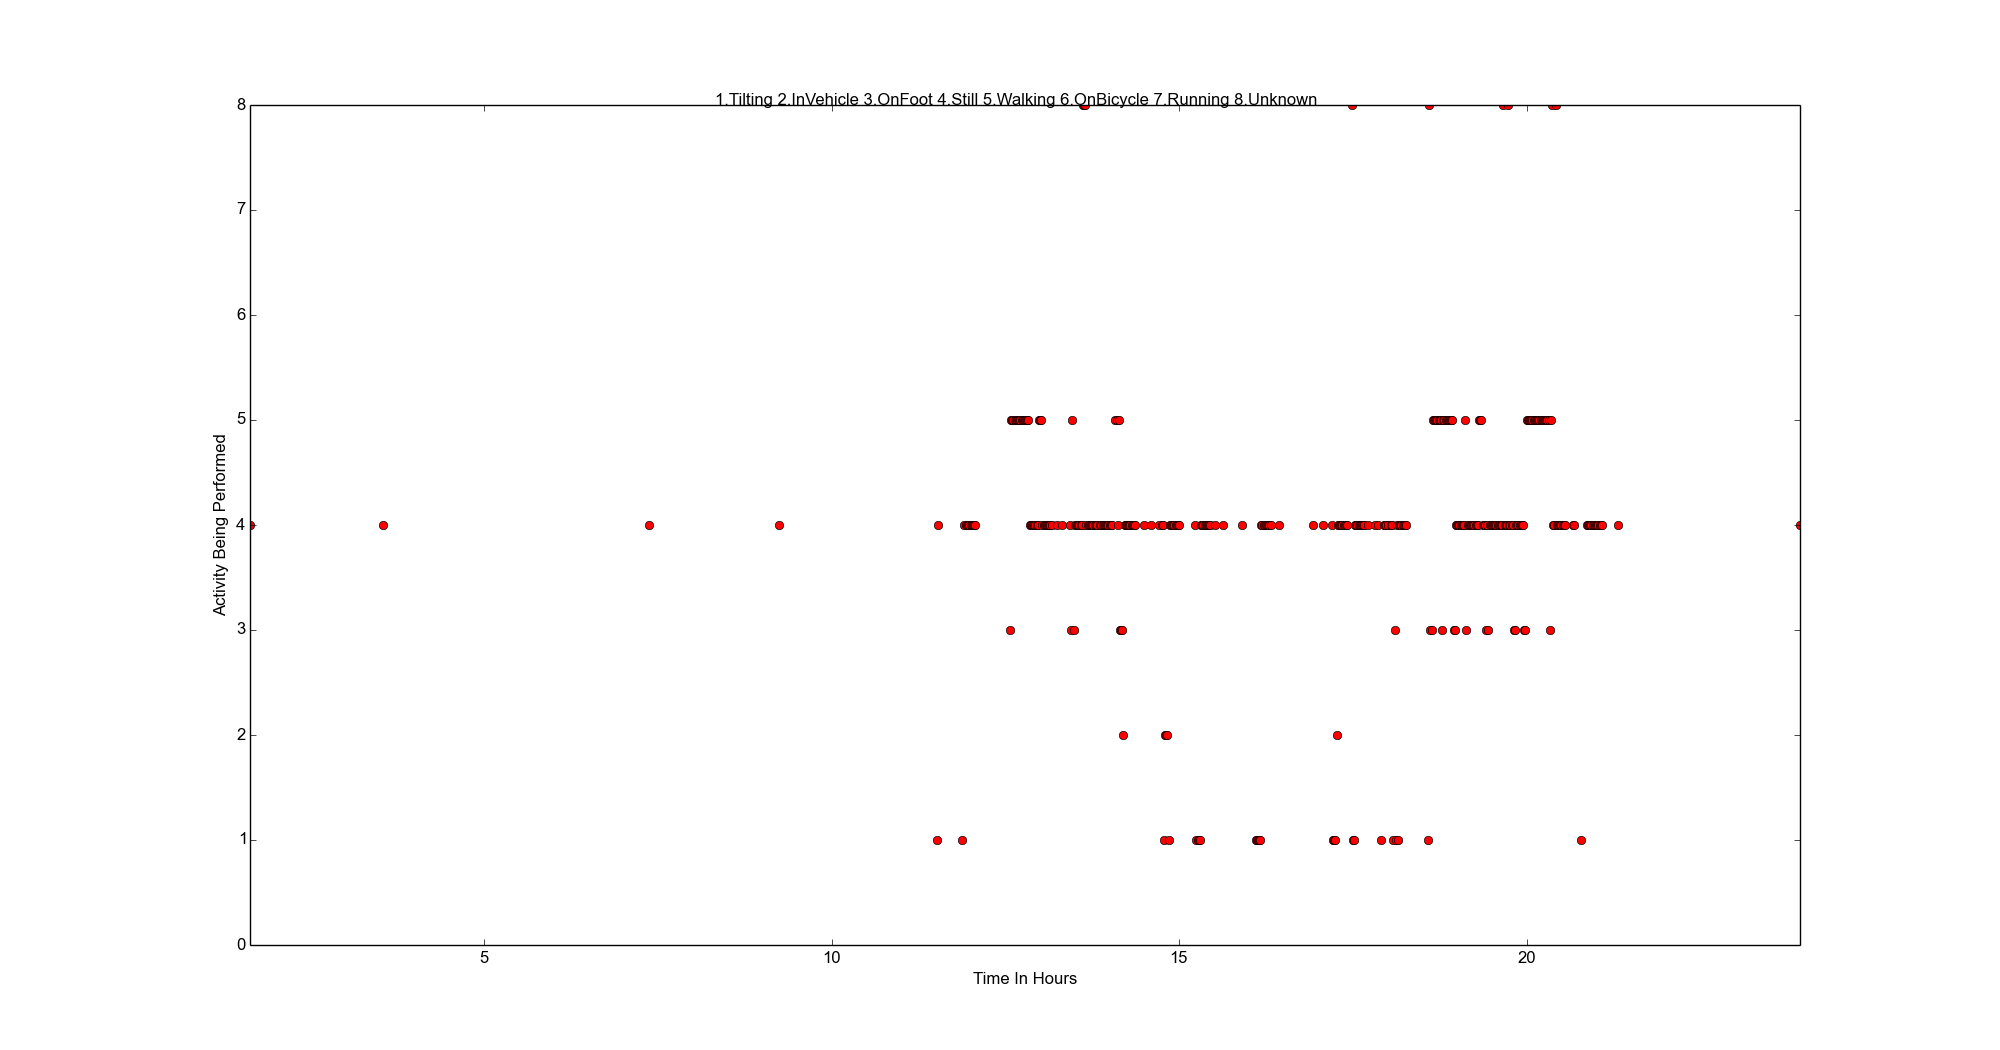 1.Tilting 2.InVehicle 3.OnFoot 4.Still 5.Walking 6.OnBicycle 7.Running 8.Unknown
8
7
6
5
4
3
2
1
0
Activity Being Performed
5 10 15 20
Time In Hours